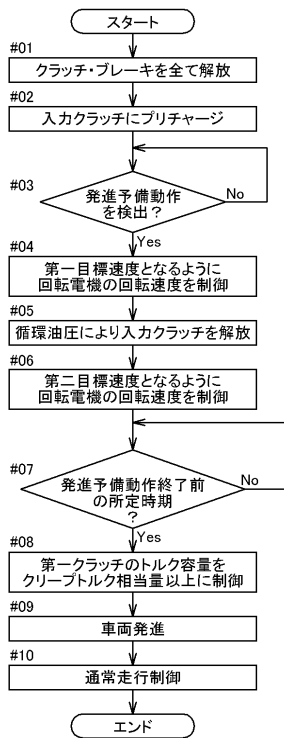 スタート
#01
クラッチ・ブレーキを全て解放
#02
入力クラッチにプリチャージ
#03
発進予備動作
を検出？
No
Yes
#04
第一目標速度となるように
回転電機の回転速度を制御
#05
循環油圧により入力クラッチを解放
#06
第二目標速度となるように
回転電機の回転速度を制御
#07
発進予備動作終了前
の所定時期
？
No
Yes
#08
第一クラッチのトルク容量を
クリープトルク相当量以上に制御
#09
車両発進
#10
通常走行制御
エンド